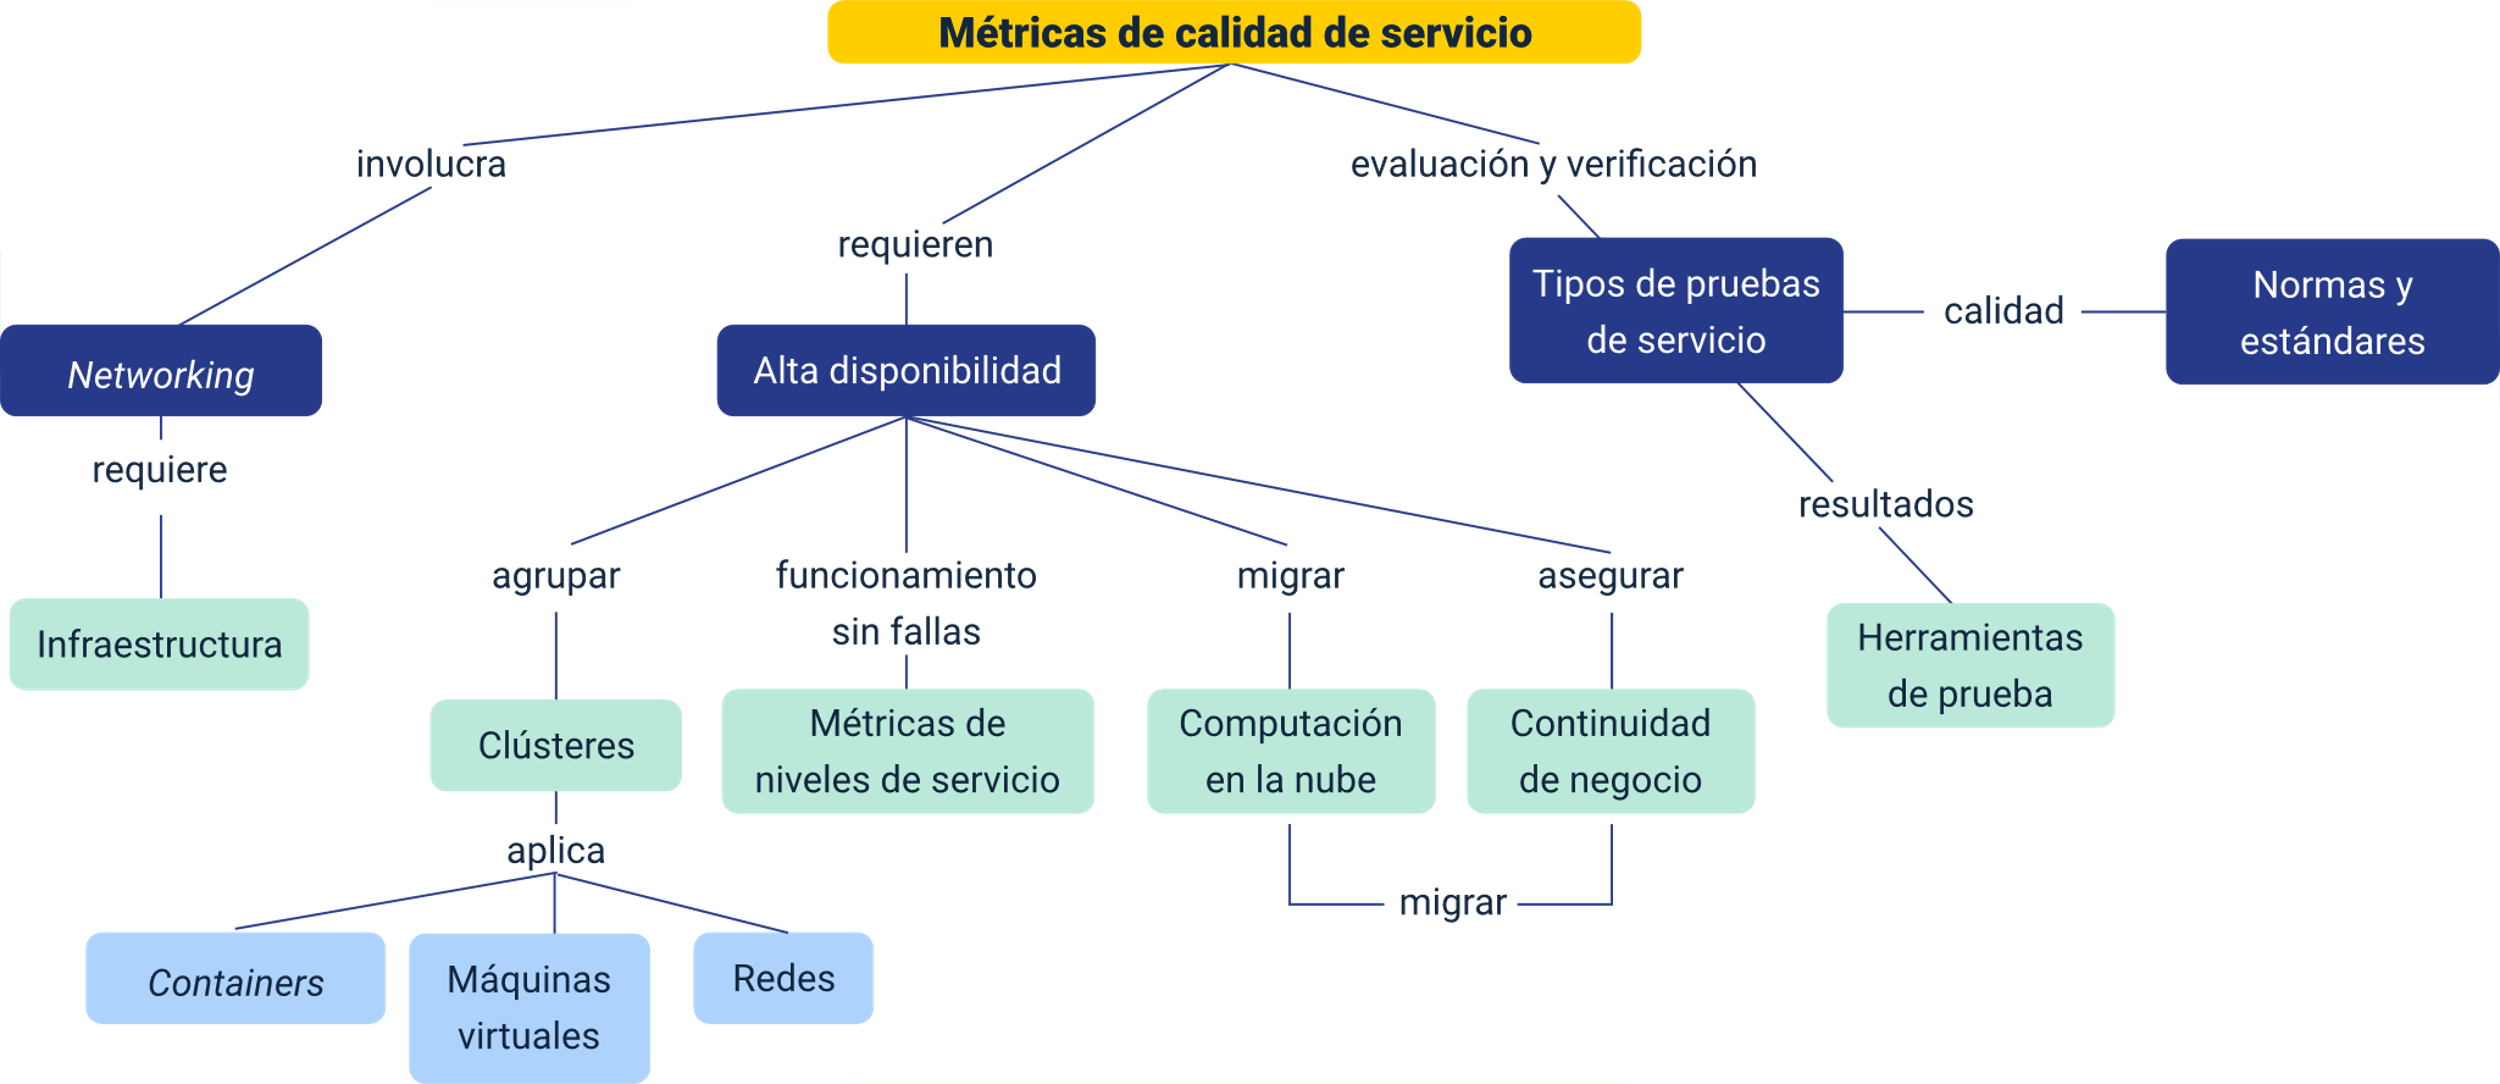 Métricas de calidad de servicio
involucra
evaluación y verificación
requieren
Tipos de pruebas
de servicio
calidad
Normas y
estándares
Networking
Alta disponibilidad
requiere
resultados
agrupar
funcionamiento
sin fallas
migrar
asegurar
Infraestructura
Herramientas
de prueba
Clústeres
Métricas de
niveles de servicio
Computación
en la nube
Continuidad
de negocio
aplica
migrar
Containers
Máquinas
virtuales
Redes